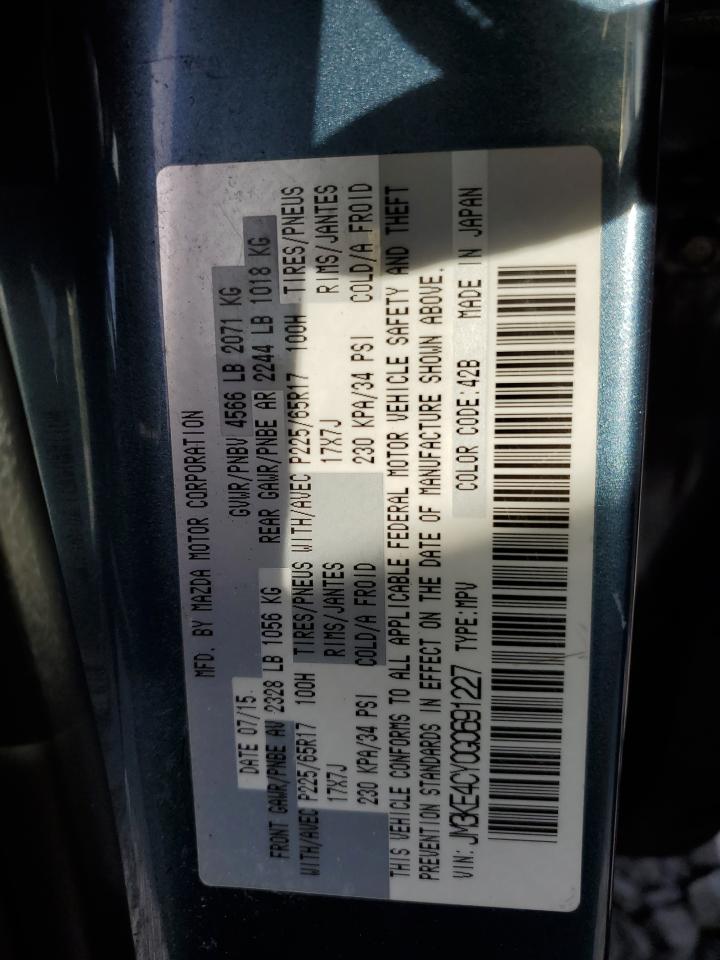 MFD. BY MAZDA MOTOR CORPORATION
DATE 07/15 GVWR/PNBV 4566 LB 2071 KG
FRONT GAWR/PNBE AV 2328 LB 1056 KG REAR GAWR/PNBE AR 2244 LB 1018 KG
WITH/AVEC P225/65R17 100H TIRES/PNEUS WITH/AVEC P225/65R17 100H TIRES/PNEUS
17X7J RIMS/JANTES 17X7J RIMS/JANTES
230 KPA/34 PSI COLD/A FROID 230 KPA/34 PSI COLD/A FROID
THIS VEHICLE CONFORMS TO ALL APPLICABLE FEDERAL MOTOR VEHICLE SAFETY AND THEFT
PREVENTION STANDARDS IN EFFECT ON THE DATE OF MANUFACTURE SHOWN ABOVE.
VIN: JM3KE4CY0G0691227 TYPE:MPV COLOR CODE:42B MADE IN JAPAN